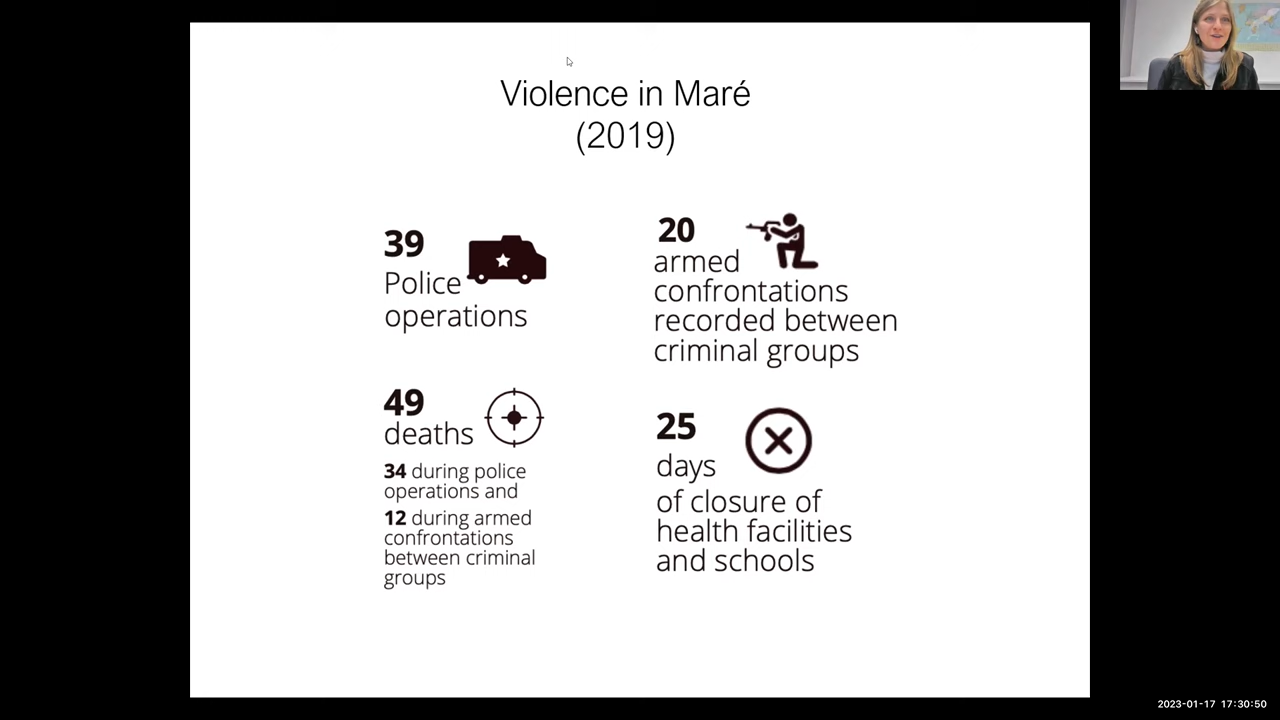 Violence in Maré
(2019)
39
Police
operations
20
armed
confrontations
recorded between
criminal groups
49
deaths
34 during police
operations and
12 during armed
confrontations
between criminal
groups
25
days
of closure of
health facilities
and schools
2023-01-17 17:30:50